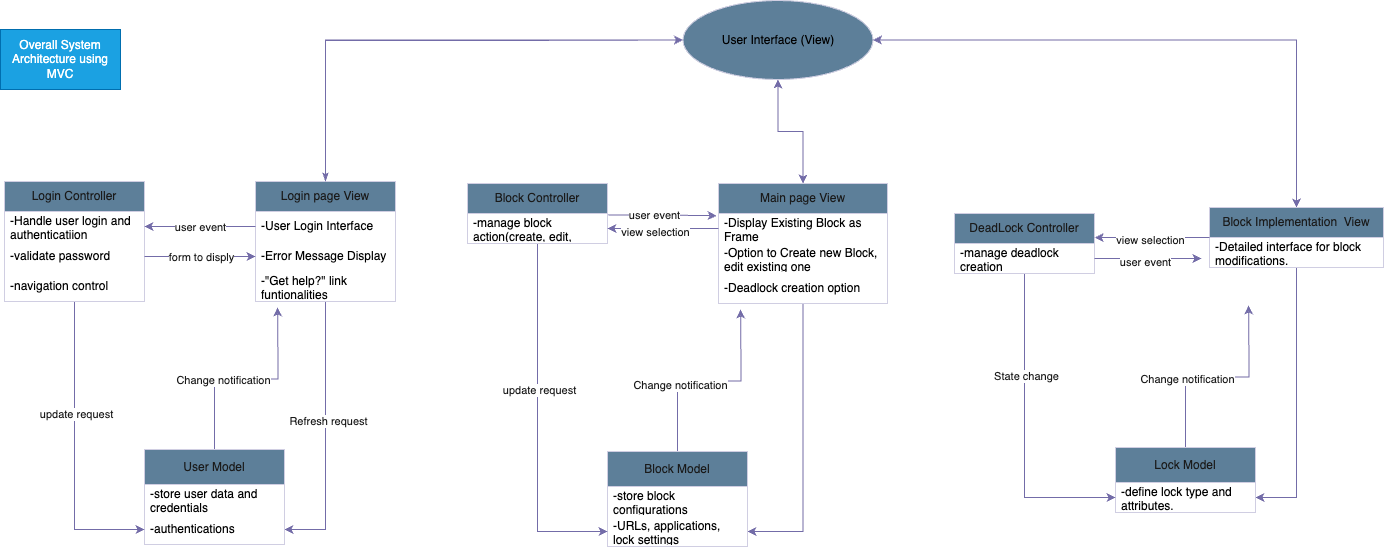 Overall System
Architecture using
MVC
User Interface (View)
Login Controller
-Handle user login and
authenticatiion
-validate password
-navigation control
user event
form to disply
Login page View
-User Login Interface
-Error Message Display
-"Get help?" link
funtionalities
Change notification
update request
Refresh request
User Model
-store user data and
credentials
-authentications
Block Controller
-manage block
action(create, edit,
user event
view selection
Main page View
-Display Existing Block as
Frame
-Option to Create new Block,
edit existing one
-Deadlock creation option
update request
Change notification
Block Model
-store block
configurations
-URLs, applications,
lock settings
DeadLock Controller
-manage deadlock
creation
view selection
user event
Block Implementation View
-Detailed interface for block
modifications.
State change
Change notification
Lock Model
-define lock type and
attributes.